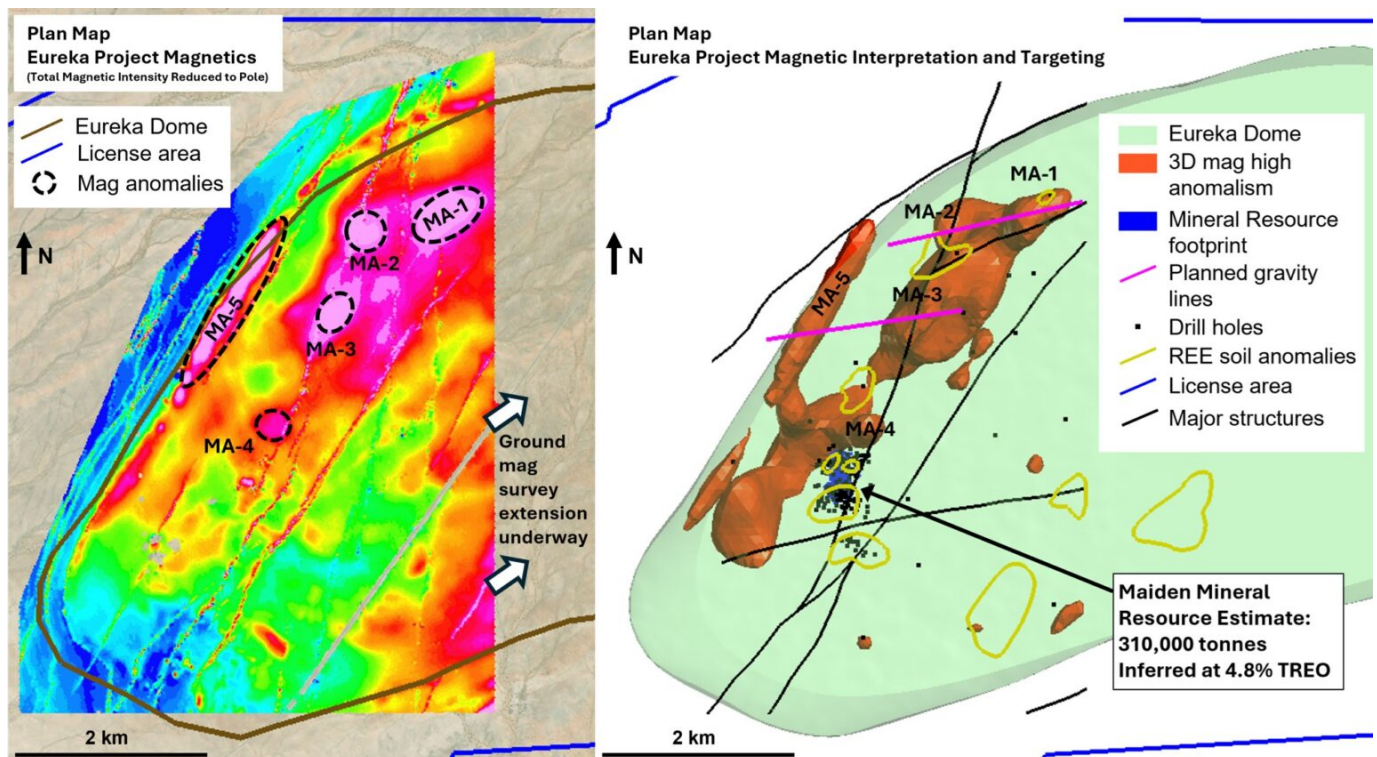 Plan Map
Eureka Project Magnetics
(Total Magnetic Intensity Reduced to Pole)
Eureka Dome
License area
Mag anomalies
N
MA-1
MA-2
MA-5
MA-3
MA-4
Ground
mag
survey
extension
underway
2 km
Plan Map
Eureka Project Magnetic Interpretation and Targeting
Eureka Dome
3D mag high
anomalism
Mineral Resource
footprint
Planned gravity
lines
Drill holes
REE soil anomalies
License area
Major structures
N
MA-1
MA-2
MA-5
MA-3
MA-4
Maiden Mineral
Resource Estimate:
310,000 tonnes
Inferred at 4.8% TREO
2 km